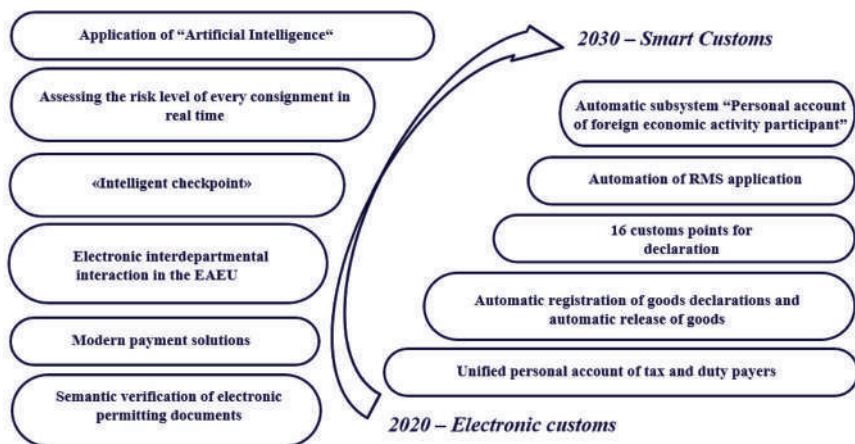 Application of “Artificial Intelligence“
Assessing the risk level of every consignment in
real time
«Intelligent checkpoint»
Electronic interdepartmental
interaction in the EAEU
Modern payment solutions
Semantic verification of electronic
permitting documents
2030 – Smart Customs
Automatic subsystem “Personal account
of foreign economic activity participant”
Automation of RMS application
16 customs points for
declaration
Automatic registration of goods declarations and
automatic release of goods
Unified personal account of tax and duty payers
2020 – Electronic customs